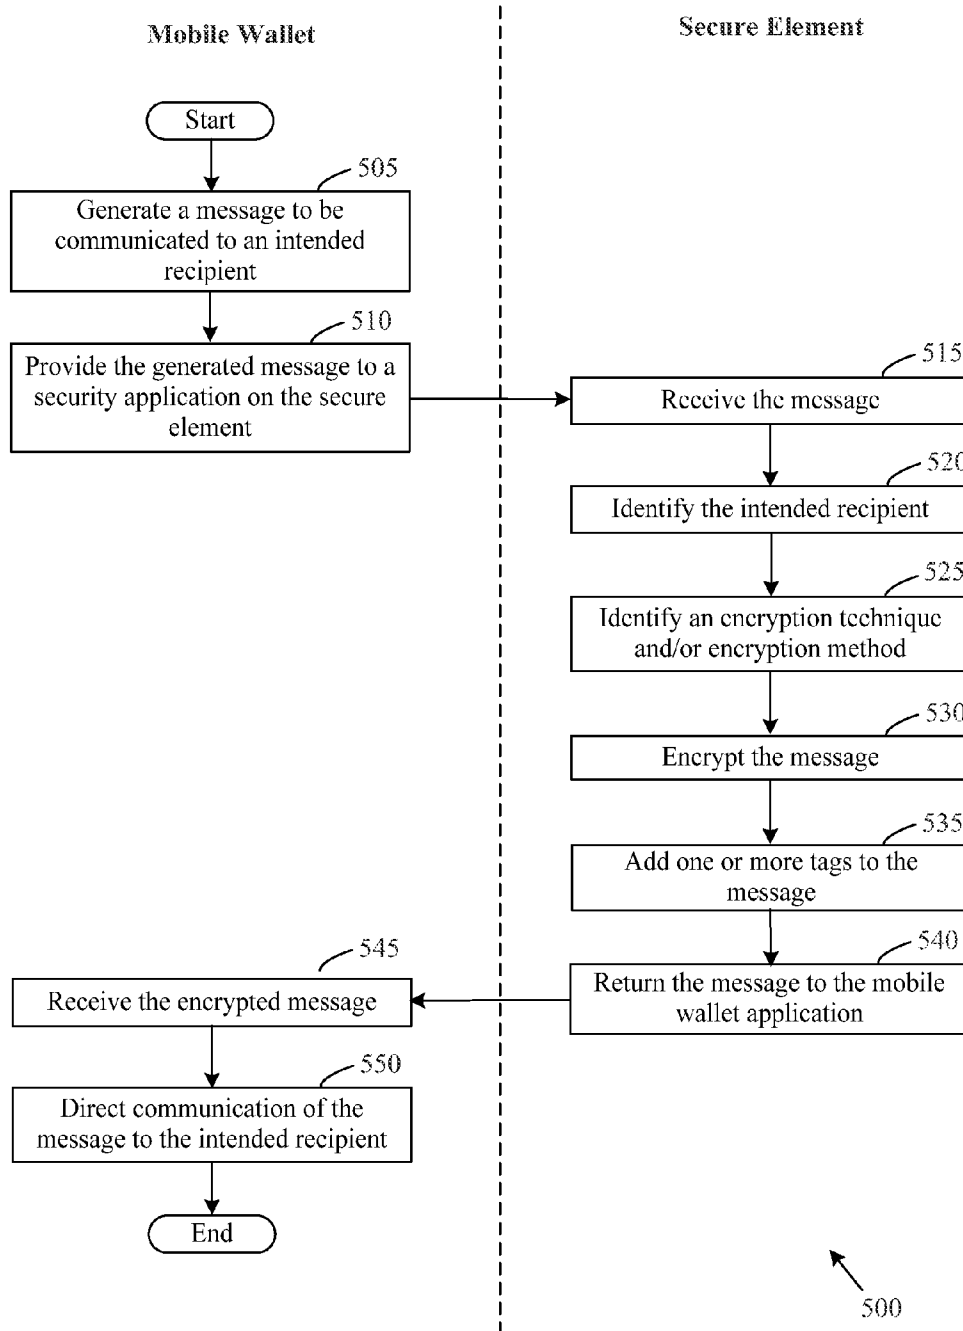 Mobile Wallet
Secure Element
Start
505
Generate a message to be
communicated to an intended
recipient
510
Provide the generated message to a
security application on the secure
element
515
Receive the message
520
Identify the intended recipient
525
Identify an encryption technique
and/or encryption method
530
Encrypt the message
535
Add one or more tags to the
message
540
Return the message to the mobile
wallet application
545
Receive the encrypted message
550
Direct communication of the
message to the intended recipient
End
500